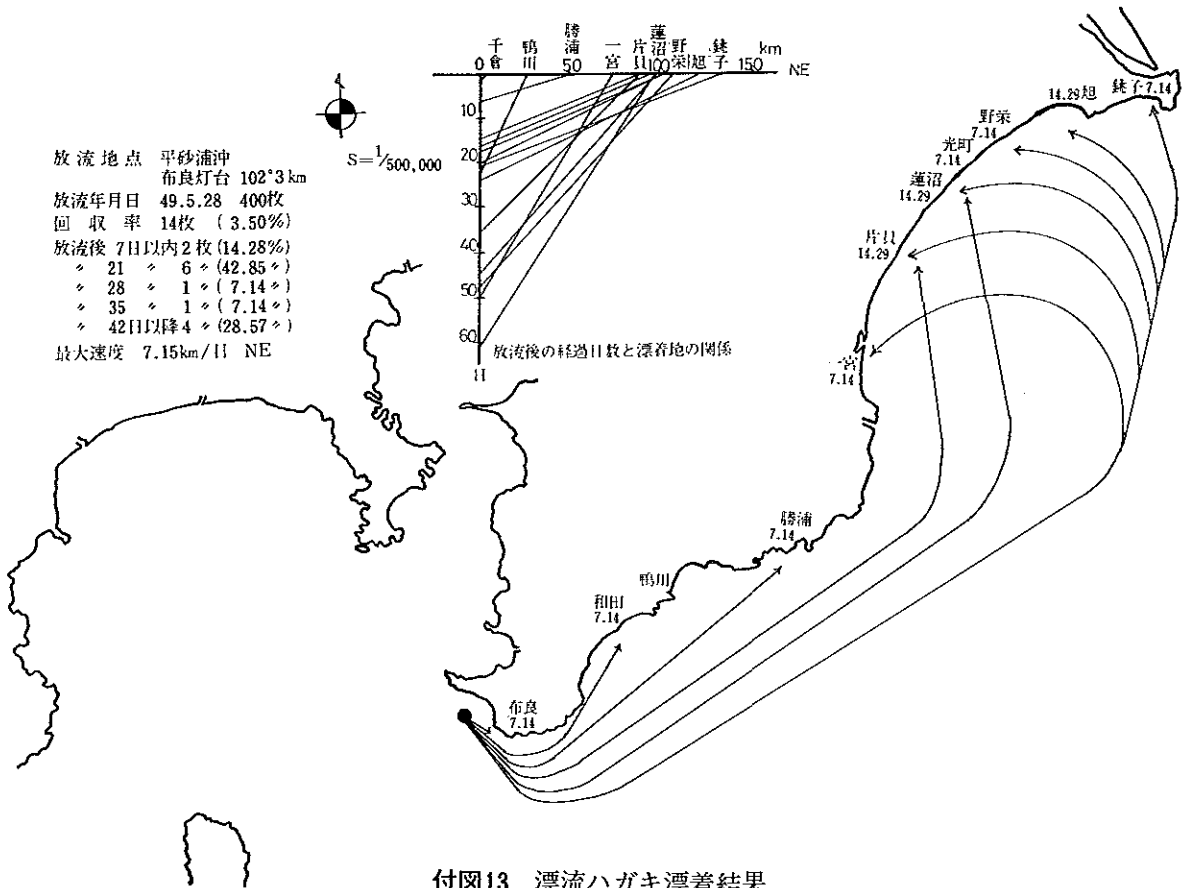 放流地点 平砂浦沖
布良灯台 102°3km
放流年月日 49.5.28 400枚
回収率 14枚 (3.50%)
放流後 7日以内2枚(14.28%)
〃 21 〃 6 〃(42.85〃)
〃 28 〃 1 〃(7.14〃)
〃 35 〃 1 〃(7.14〃)
〃 42日以降4 〃(28.57〃)
最大速度 7.15km/日 NE
S=1/500,000
千倉 鴨川 勝浦 一宮 片貝 蓮沼 野栄 旭 銚子
0 50 100 150 km NE
10
20
30
40
50
60
日
放流後の経過日数と漂着地の関係
銚子 7.14
14.29 旭
野栄
7.14
光町
7.14
蓮沼
14.29
片貝
14.29
一宮
7.14
勝浦
7.14
鴨川
和田
7.14
布良
7.14
付図13 漂流ハガキ漂着結果